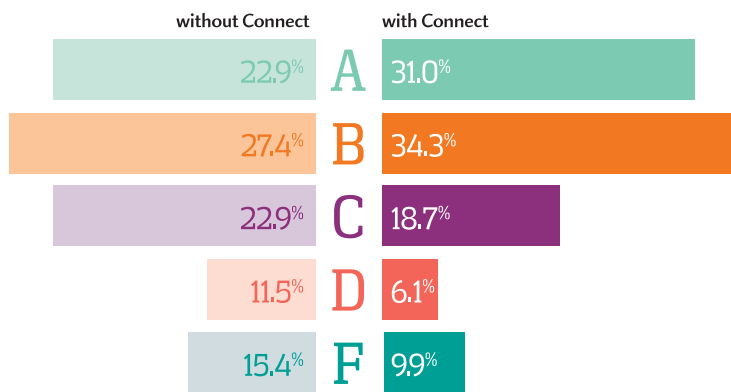 without Connect with Connect
22.9% A 31.0%
27.4% B 34.3%
22.9% C 18.7%
11.5% D 6.1%
15.4% F 9.9%